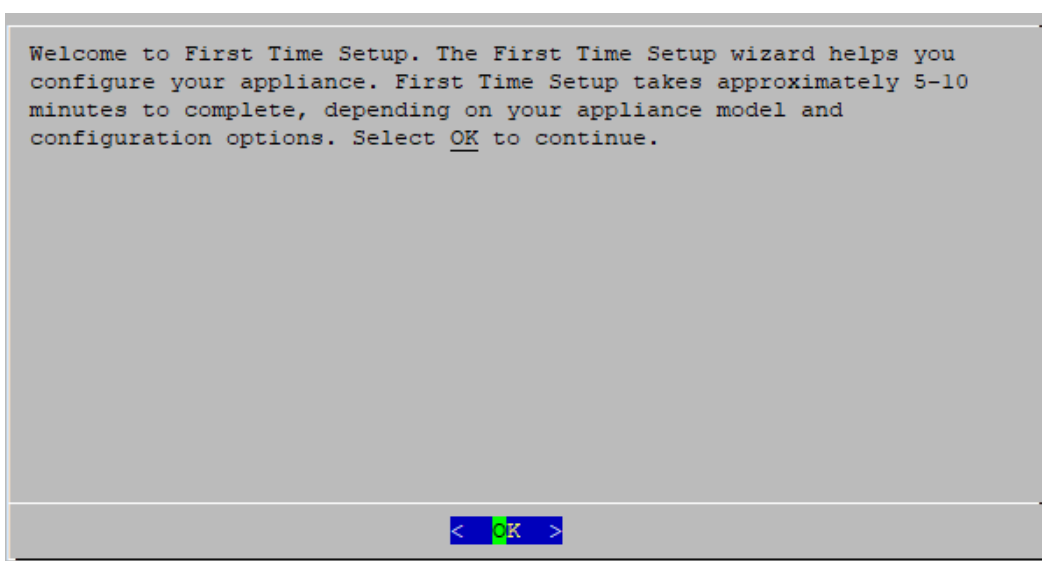 Welcome to First Time Setup. The First Time Setup wizard helps you
configure your appliance. First Time Setup takes approximately 5-10
minutes to complete, depending on your appliance model and
configuration options. Select OK to continue.
< OK >